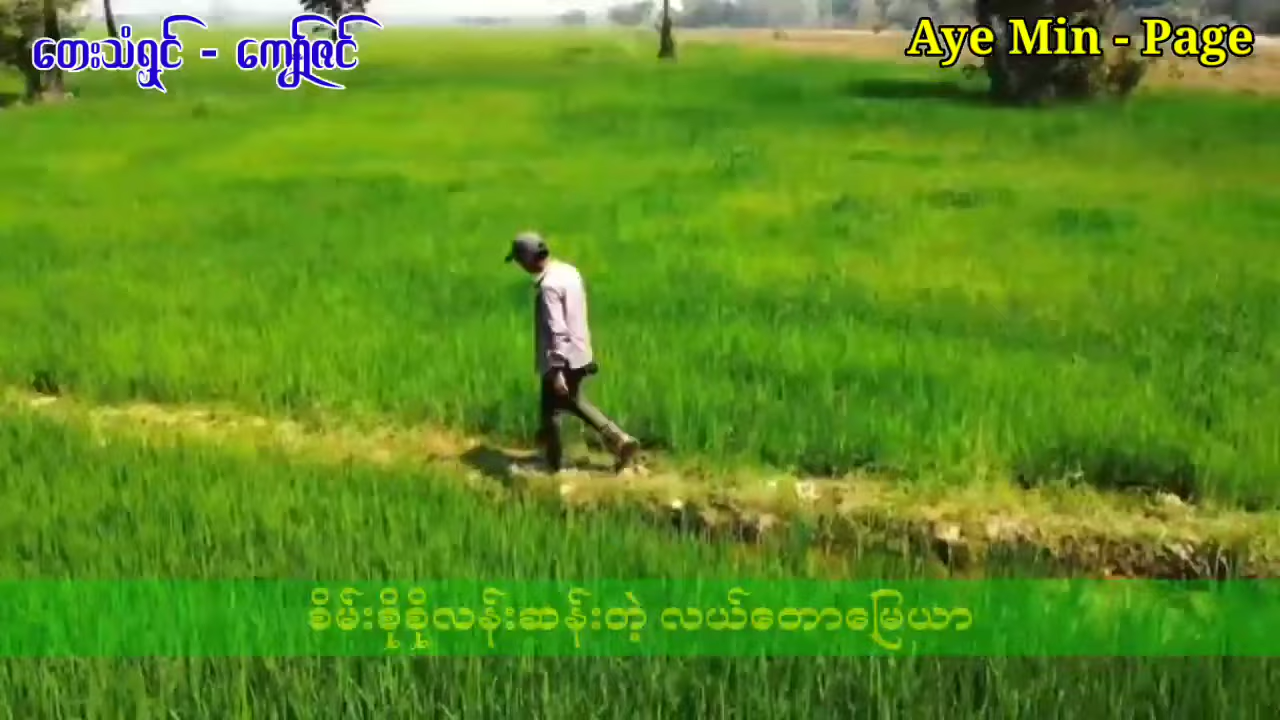 တေးသံရှင် - ကျော်ဇင်
Aye Min - Page
စိမ်းစိုစိုလန်းဆန်းတဲ့ လယ်တောမြေယာ